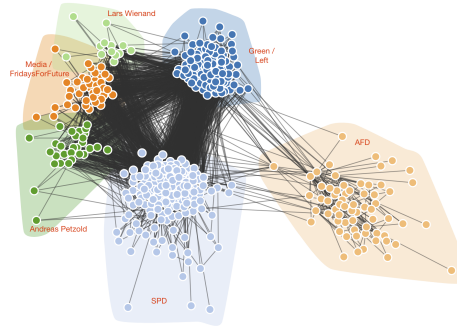 Lars Wienand
Green /
Left
Media /
FridaysForFuture
AFD
Andreas Petzold
SPD